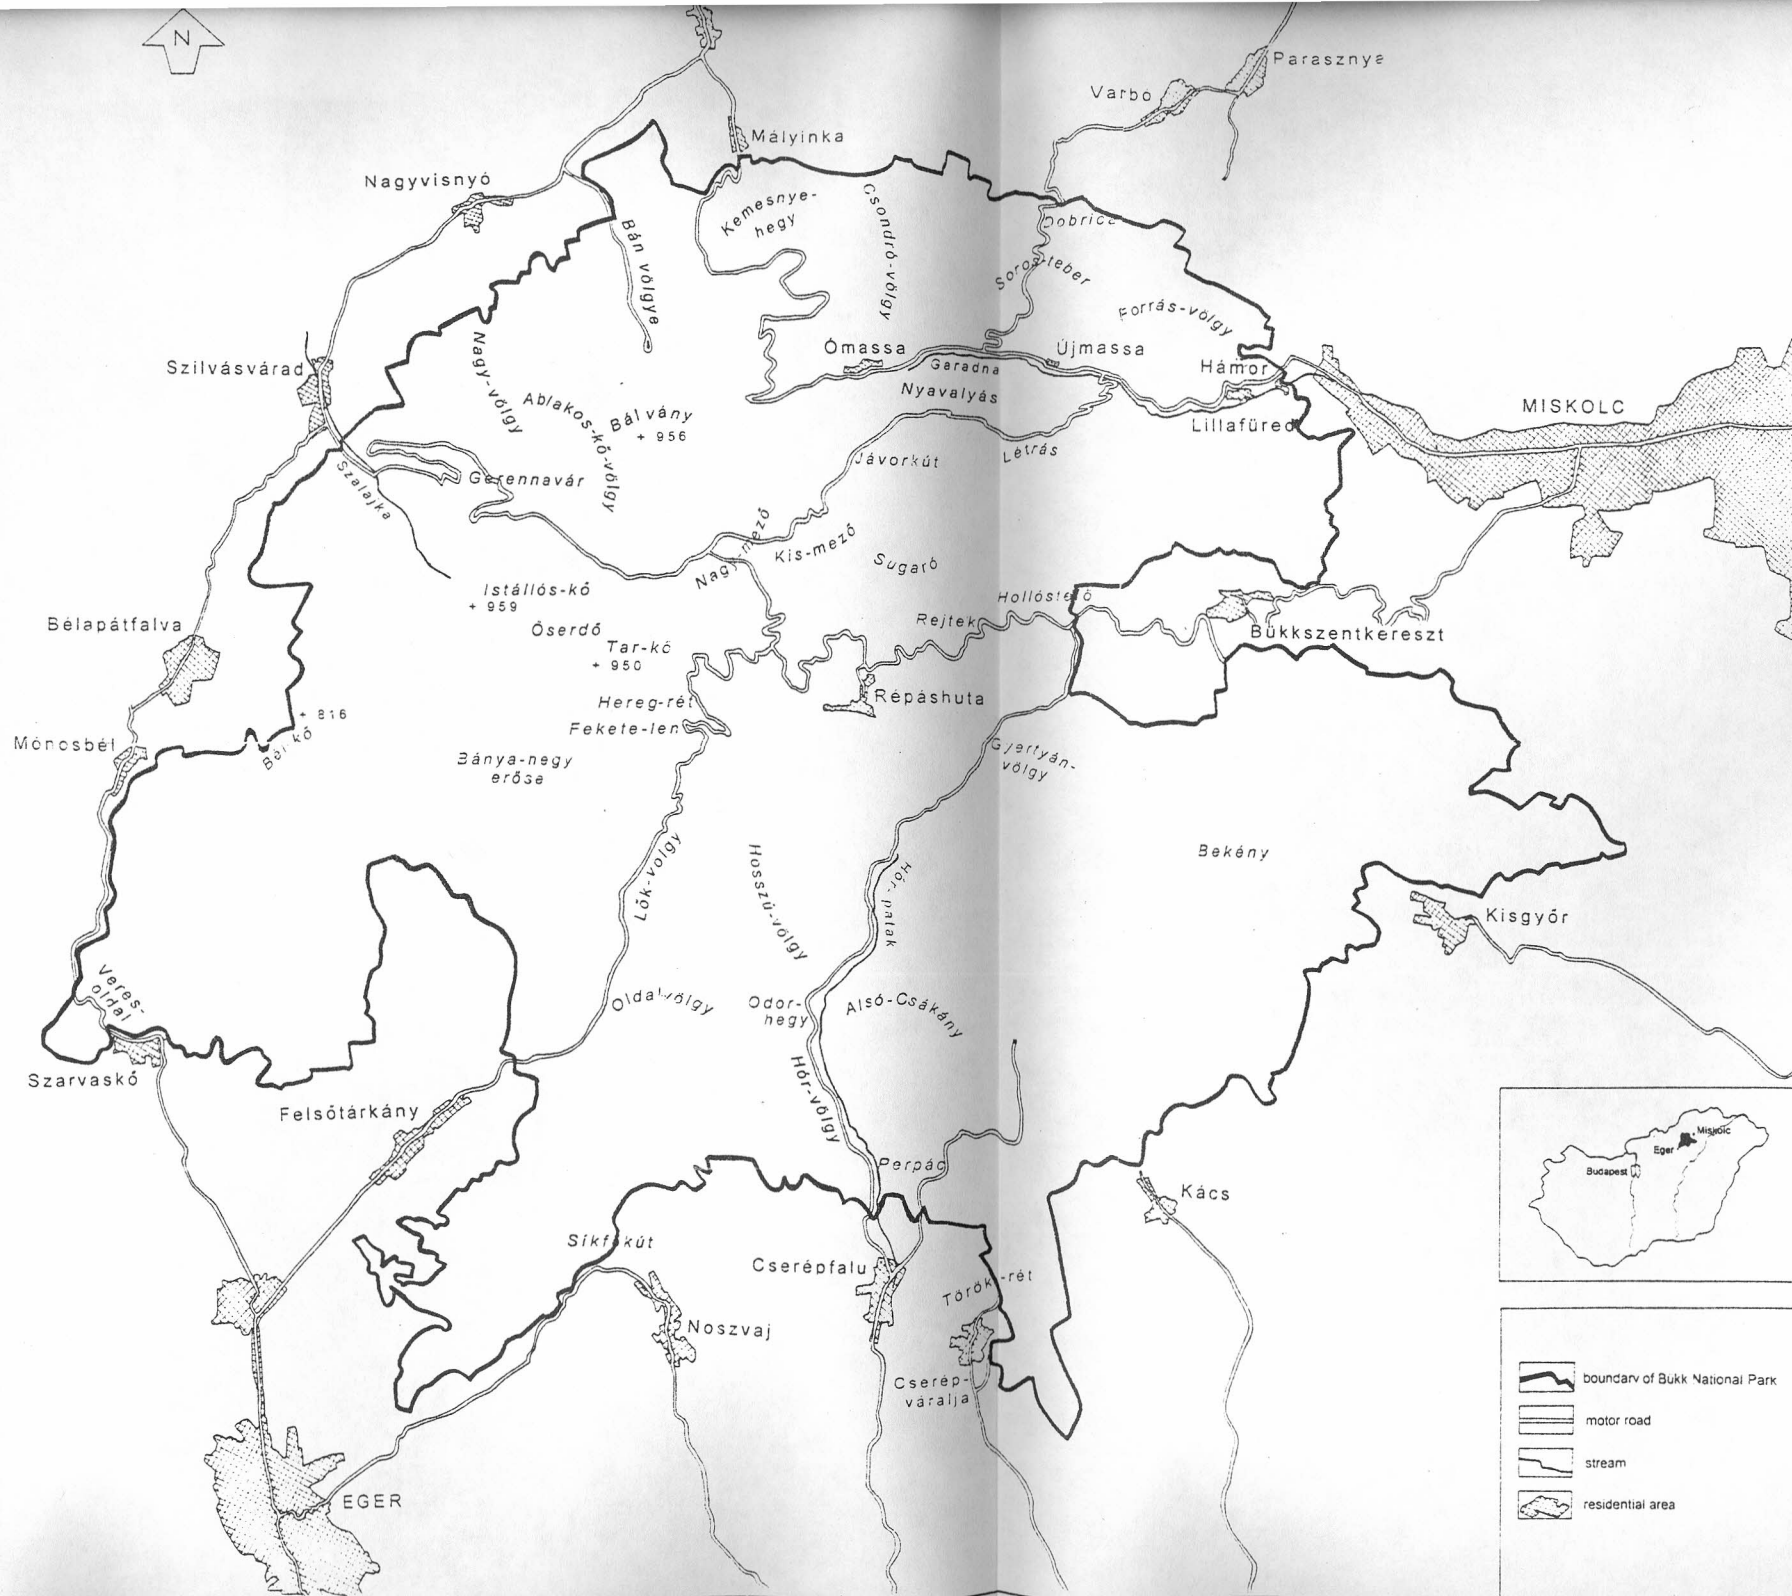 N
Parasznya
Varbó
Mályinka
Nagyvisnyó
Kemesnye-
hegy
Csondró-völgy
Dobrica
Bán völgye
Soros-teber
Forrás-völgy
Ómassa
Újmassa
Garadna
Hámor
Szilvásvárad
Nagy-völgy
Nyavalyás
Ablakos-kő-völgy
Bálvány
+ 956
MISKOLC
Lillafüred
Létrás
Jávorkút
Szalajka
Gerennavár
Nagy-mező
Kis-mező
Sugaró
Istállós-kő
+ 959
Hollóstető
Bélapátfalva
Őserdő
Rejtek
Bükkszentkereszt
Tar-kő
+ 950
Répáshuta
Hereg-rét
+ 816
Fekete-len
Mónosbél
Bél-kő
Gyertyán-
völgy
Bánya-hegy
erőse
Bekény
Lök-völgy
Hosszú-völgy
Hór-patak
Kisgyőr
Veres-
oldal
Oldalvölgy
Odor-
hegy
Alsó-Csákány
Szarvaskő
Hór-völgy
Felsőtárkány
Miskolc
Eger
Budapest
Perpác
Kács
Síkfőkút
Cserépfalu
Török-rét
Noszvaj
Cserép-
váralja
boundary of Bükk National Park
motor road
stream
residential area
EGER